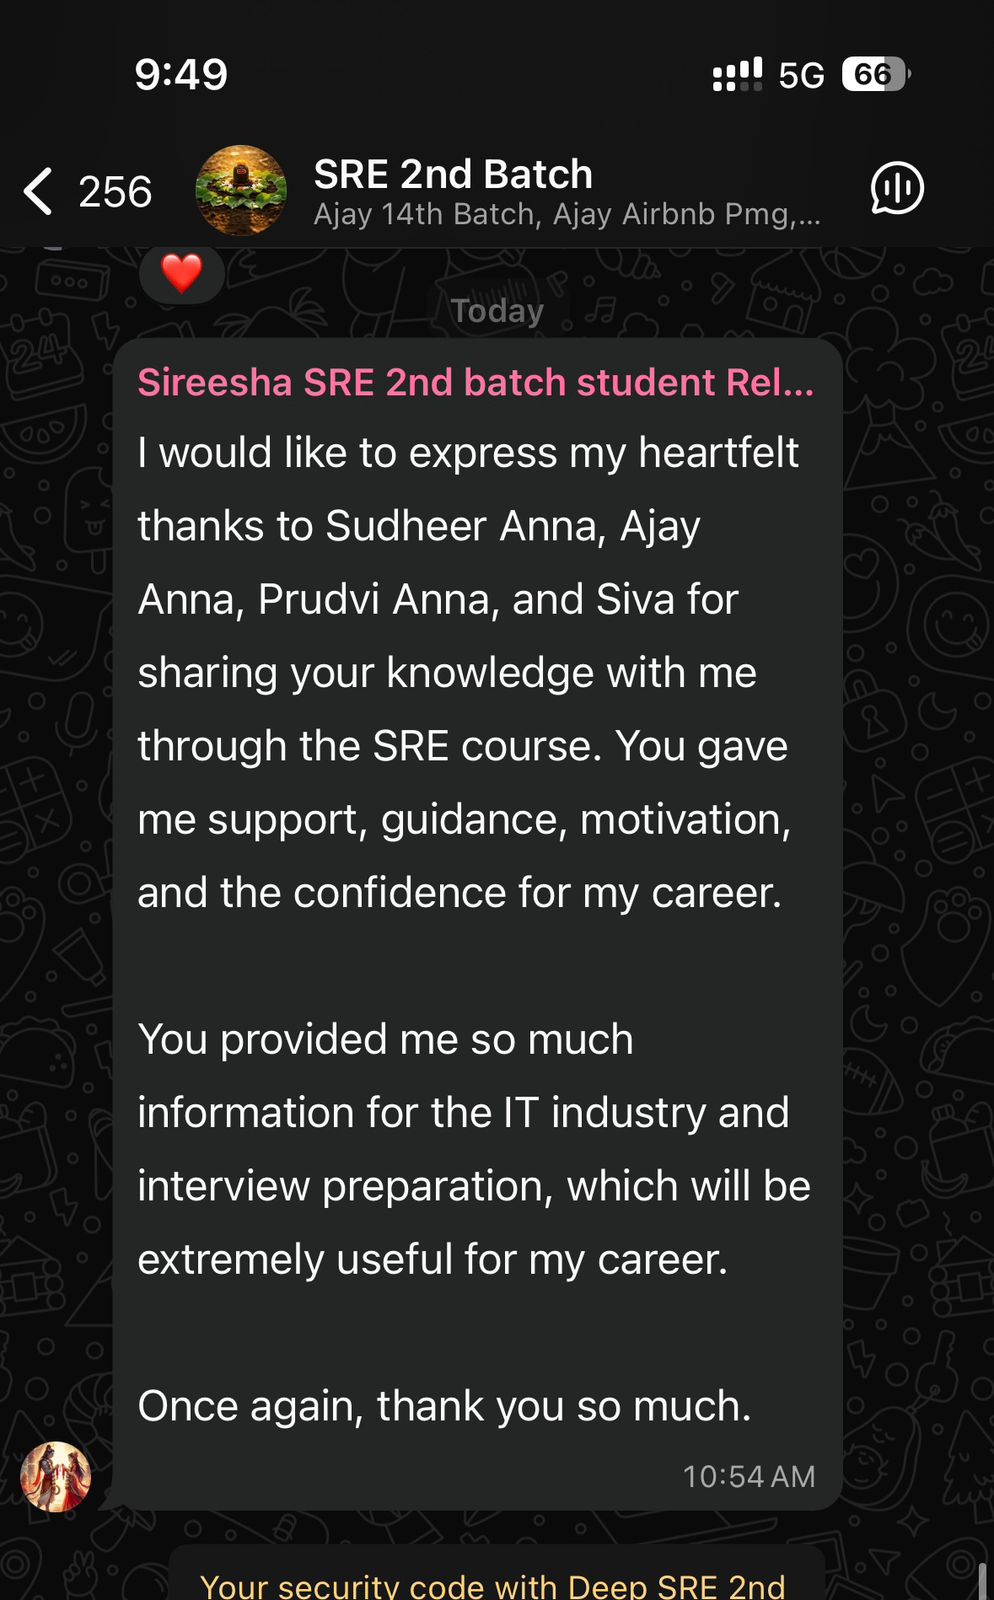 9:49
5G
66
256
SRE 2nd Batch
Ajay 14th Batch, Ajay Airbnb Pmg,...
Today
24
24
Sireesha SRE 2nd batch student Rel...
I would like to express my heartfelt
thanks to Sudheer Anna, Ajay
Anna, Prudvi Anna, and Siva for
sharing your knowledge with me
through the SRE course. You gave
me support, guidance, motivation,
and the confidence for my career.
You provided me so much
information for the IT industry and
interview preparation, which will be
extremely useful for my career.
Once again, thank you so much.
10:54 AM
Your security code with Deep SRE 2nd